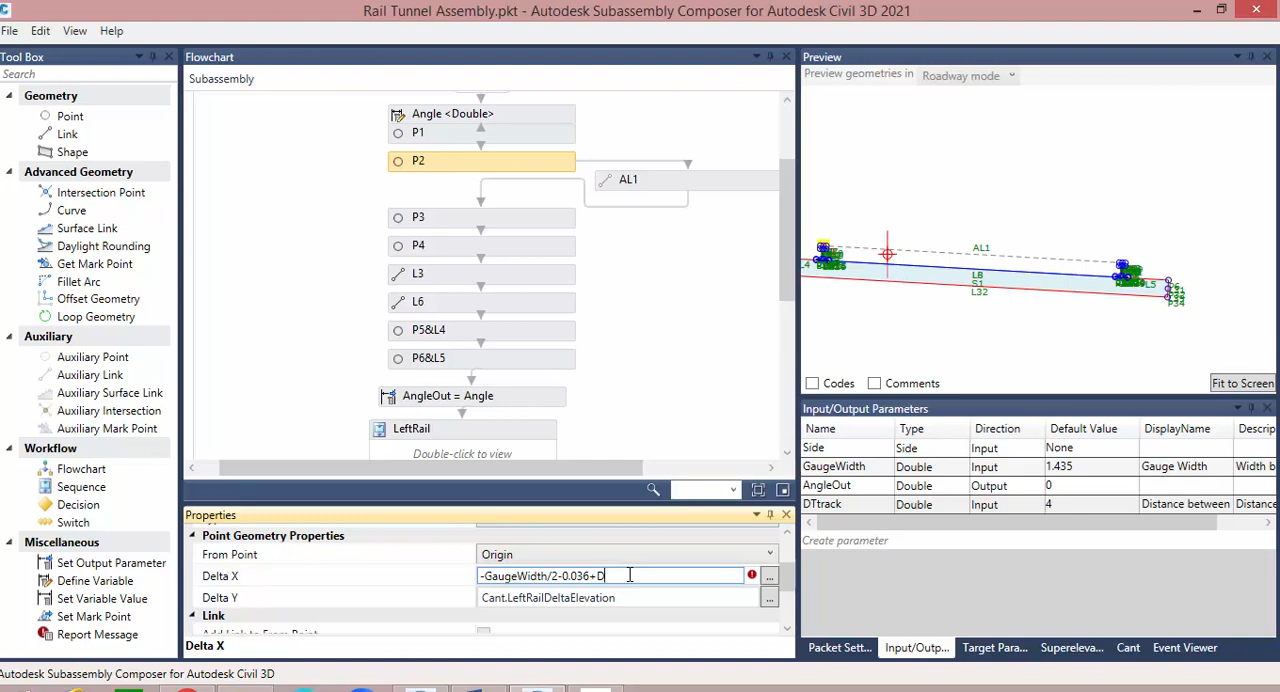 Rail Tunnel Assembly.pkt - Autodesk Subassembly Composer for Autodesk Civil 3D 2021
File Edit View Help
Tool Box
Search
Geometry
Point
Link
Shape
Advanced Geometry
Intersection Point
Curve
Surface Link
Daylight Rounding
Get Mark Point
Fillet Arc
Offset Geometry
Loop Geometry
Auxiliary
Auxiliary Point
Auxiliary Link
Auxiliary Surface Link
Auxiliary Intersection
Auxiliary Mark Point
Workflow
Flowchart
Sequence
Decision
Switch
Miscellaneous
Set Output Parameter
Define Variable
Set Variable Value
Set Mark Point
Report Message
Flowchart
Subassembly
Angle <Double>
P1
P2
AL1
P3
P4
L3
L6
P5&L4
P6&L5
AngleOut = Angle
LeftRail
Double-click to view
Properties
Point Geometry Properties
From Point Origin
Delta X -GaugeWidth/2-0.036+D ...
Delta Y Cant.LeftRailDeltaElevation ...
Link
Add Link to From Point
Delta X
Preview
Preview geometries in Roadway mode
AL1
L4
S1
L32
L5
P34
Codes Comments Fit to Screen
Input/Output Parameters
Name Type Direction Default Value DisplayName Descrip
Side Side Input None
GaugeWidth Double Input 1.435 Gauge Width Width b
AngleOut Double Output 0
DTtrack Double Input 4 Distance between Distance
Create parameter
Packet Sett... Input/Outp... Target Para... Supereleva... Cant Event Viewer
Autodesk Subassembly Composer for Autodesk Civil 3D